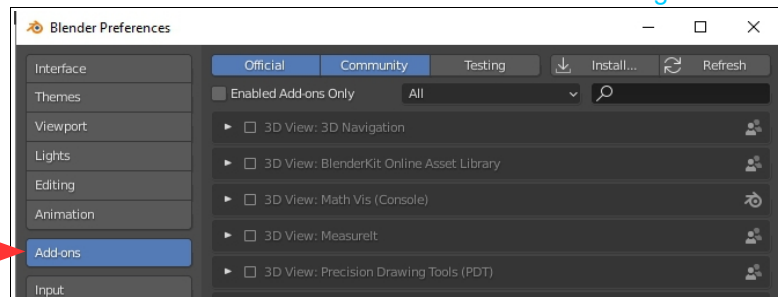 Blender Preferences
Interface
Themes
Viewport
Lights
Editing
Animation
Add-ons
Input
Official Community Testing Install... Refresh
Enabled Add-ons Only All
3D View: 3D Navigation
3D View: BlenderKit Online Asset Library
3D View: Math Vis (Console)
3D View: MeasureIt
3D View: Precision Drawing Tools (PDT)